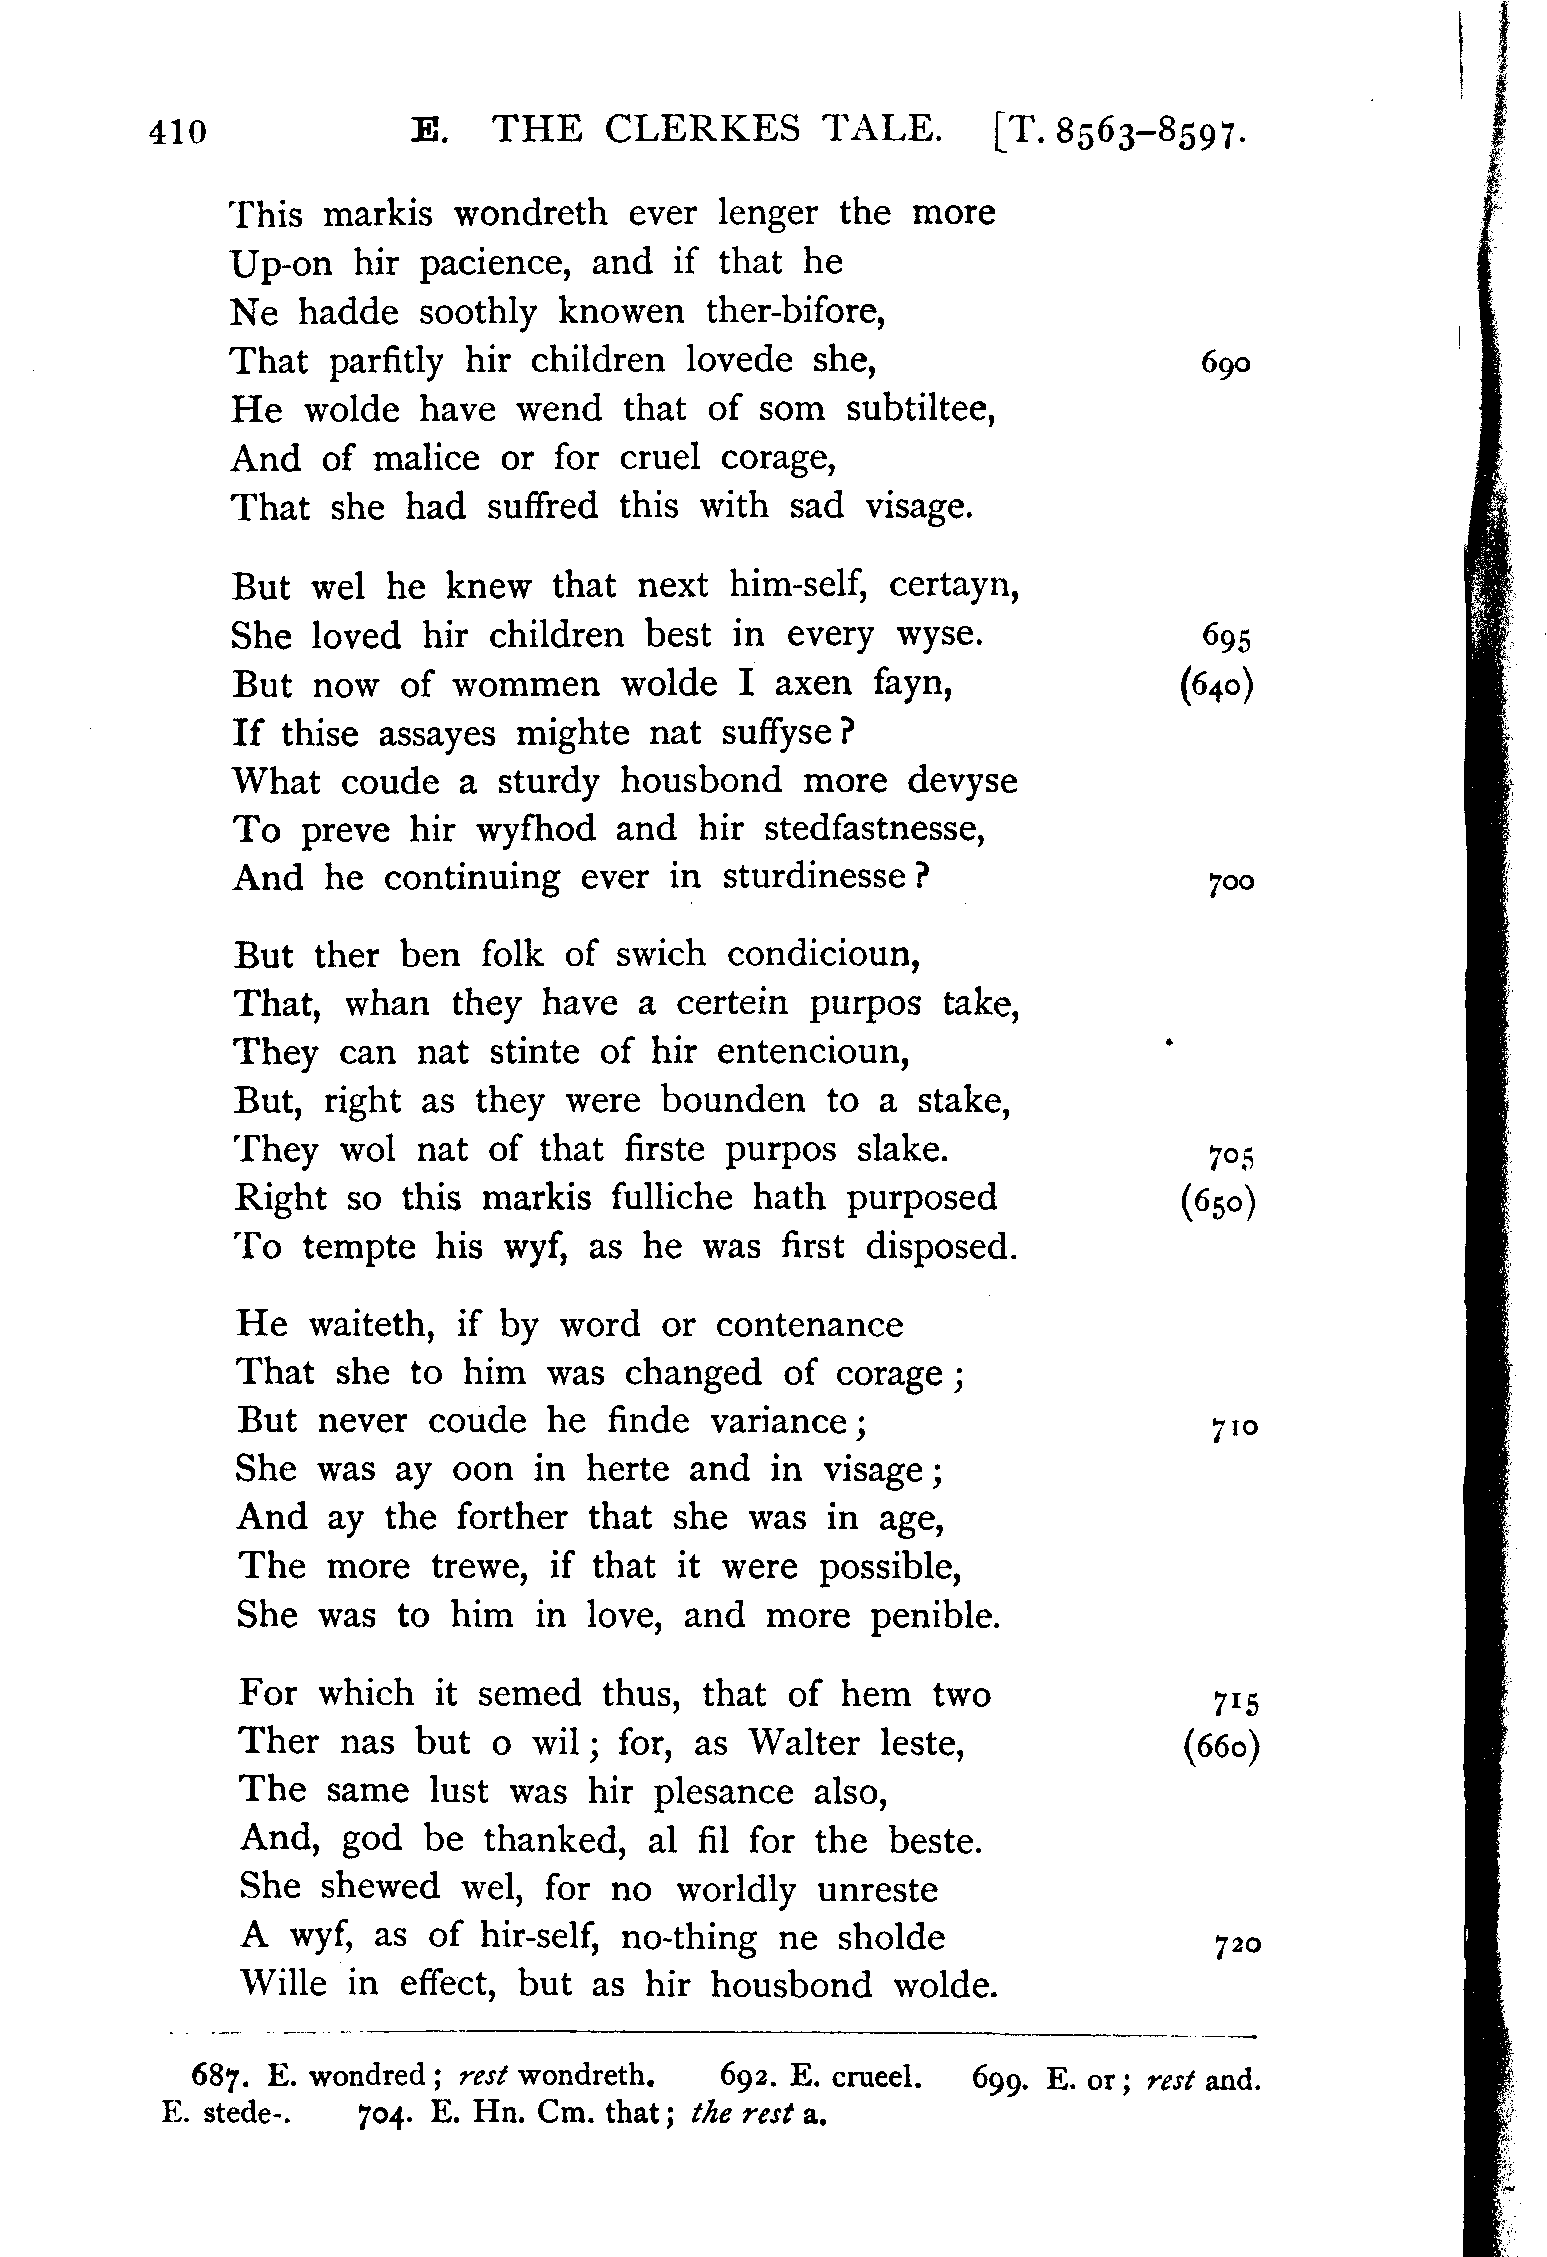 410 E. THE CLERKES TALE. [T. 8563–8597.
This markis wondreth ever lenger the more
Up-on hir pacience, and if that he
Ne hadde soothly knowen ther-bifore,
That parfitly hir children lovede she, 690
He wolde have wend that of som subtiltee,
And of malice or for cruel corage,
That she had suffred this with sad visage.
But wel he knew that next him-self, certayn,
She loved hir children best in every wyse. 695
But now of wommen wolde I axen fayn, (640)
If thise assayes mighte nat suffyse?
What coude a sturdy housbond more devyse
To preve hir wyfhod and hir stedfastnesse,
And he continuing ever in sturdinesse? 700
But ther ben folk of swich condicioun,
That, whan they have a certein purpos take,
They can nat stinte of hir entencioun,
But, right as they were bounden to a stake,
They wol nat of that firste purpos slake. 705
Right so this markis fulliche hath purposed (650)
To tempte his wyf, as he was first disposed.
He waiteth, if by word or contenance
That she to him was changed of corage;
But never coude he finde variance; 710
She was ay oon in herte and in visage;
And ay the forther that she was in age,
The more trewe, if that it were possible,
She was to him in love, and more penible.
For which it semed thus, that of hem two 715
Ther nas but o wil; for, as Walter leste, (660)
The same lust was hir plesance also,
And, god be thanked, al fil for the beste.
She shewed wel, for no worldly unreste
A wyf, as of hir-self, no-thing ne sholde 720
Wille in effect, but as hir housbond wolde.
687. E. wondred; rest wondreth. 692. E. crueel. 699. E. or; rest and.
E. stede-. 704. E. Hn. Cm. that; the rest a.